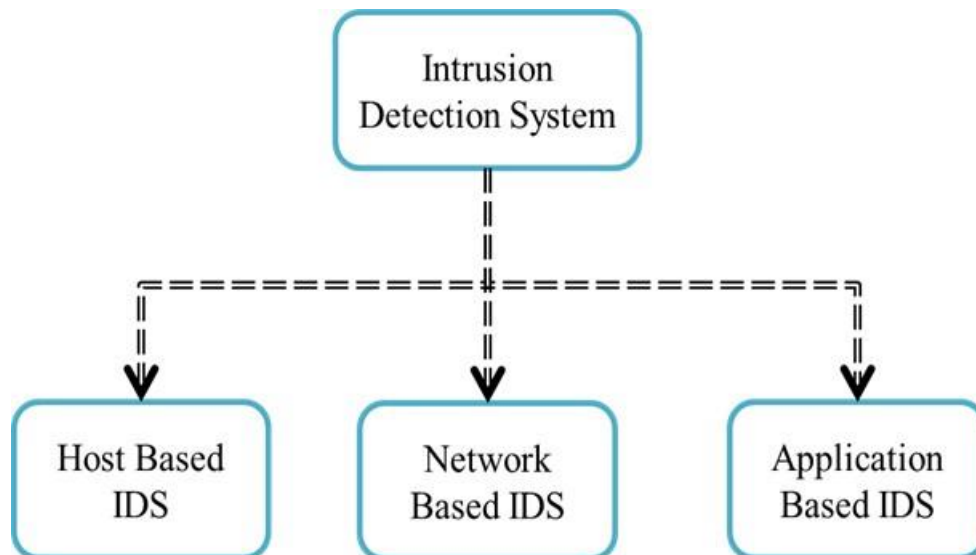 Intrusion
Detection System
Host Based
IDS
Network
Based IDS
Application
Based IDS